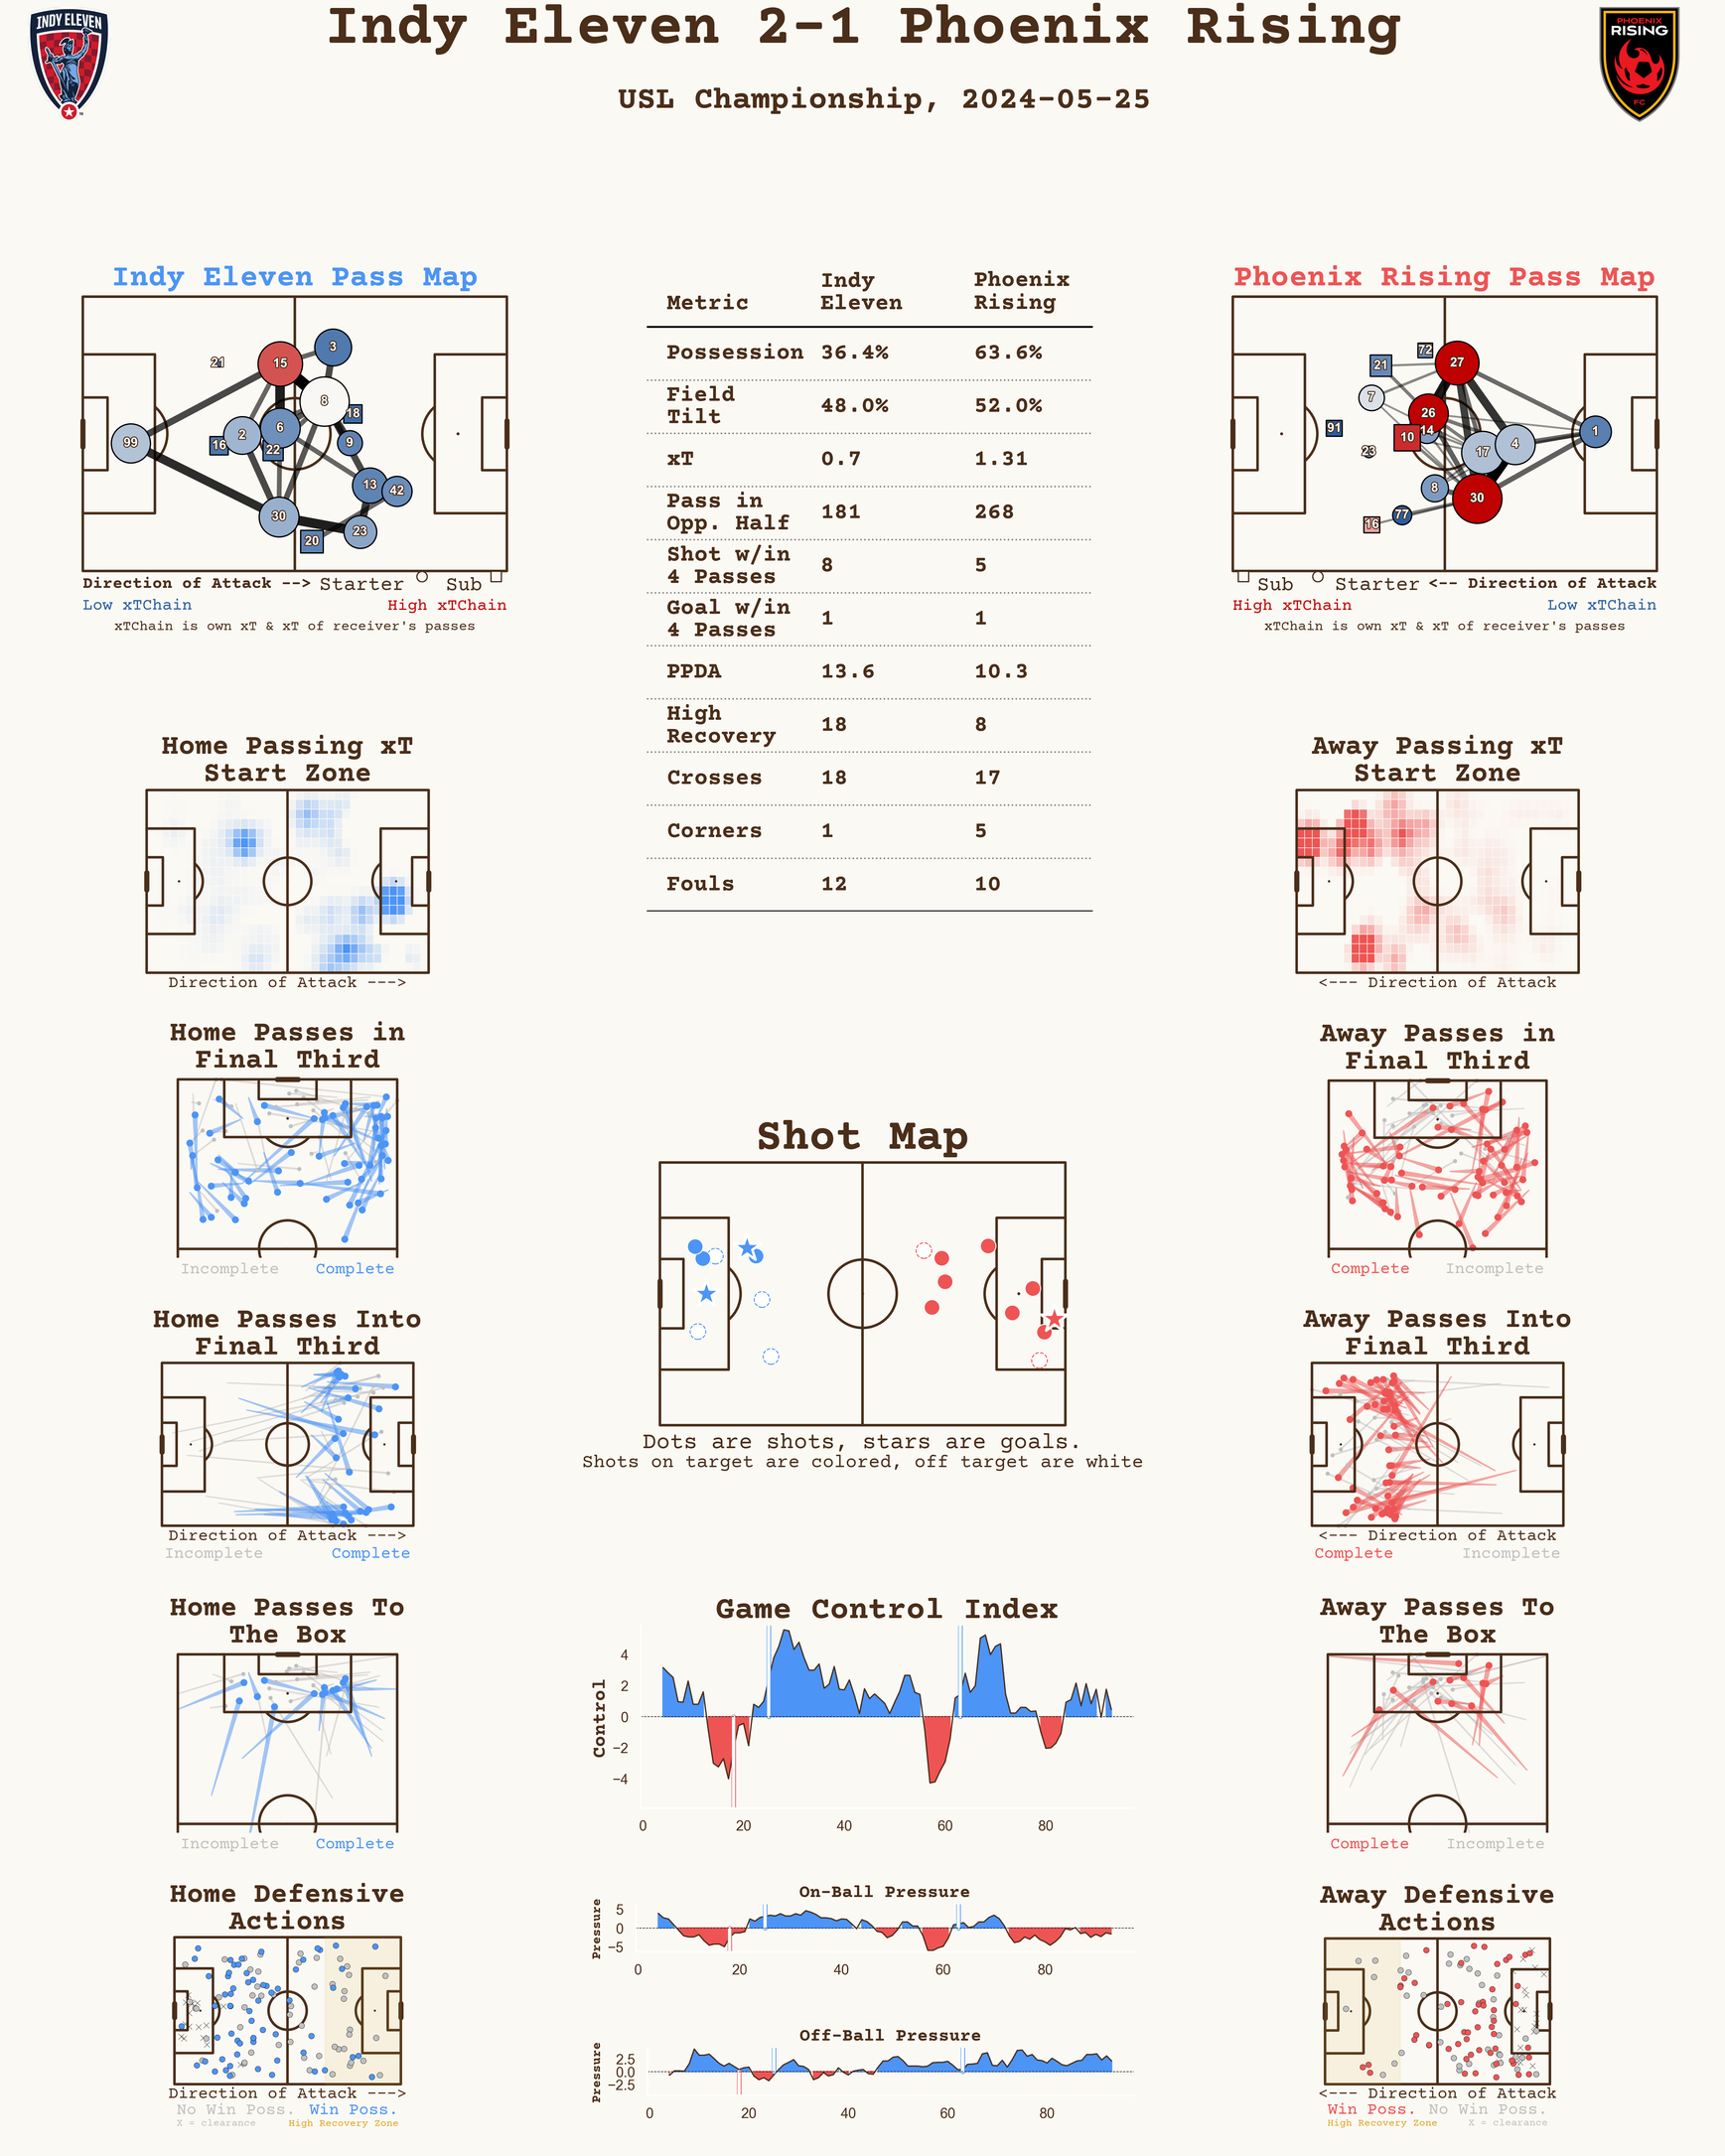 Indy Eleven 2-1 Phoenix Rising
USL Championship, 2024-05-25
INDY ELEVEN
PHOENIX
RISING
FC
Indy Eleven Pass Map
21
15
3
8
18
99
16
2
6
22
9
13
42
30
20
23
Direction of Attack --> Starter Sub
Low xTChain High xTChain
xTChain is own xT & xT of receiver's passes
Metric Indy Eleven Phoenix Rising
Possession 36.4% 63.6%
Field Tilt 48.0% 52.0%
xT 0.7 1.31
Pass in Opp. Half 181 268
Shot w/in 4 Passes 8 5
Goal w/in 4 Passes 1 1
PPDA 13.6 10.3
High Recovery 18 8
Crosses 18 17
Corners 1 5
Fouls 12 10
Phoenix Rising Pass Map
72
27
21
7
26
91
10
14
23
17
4
1
8
30
77
16
Sub Starter <-- Direction of Attack
High xTChain Low xTChain
xTChain is own xT & xT of receiver's passes
Home Passing xT
Start Zone
Direction of Attack --->
Away Passing xT
Start Zone
<--- Direction of Attack
Home Passes in
Final Third
Incomplete Complete
Away Passes in
Final Third
Complete Incomplete
Shot Map
Dots are shots, stars are goals.
Shots on target are colored, off target are white
Home Passes Into
Final Third
Direction of Attack --->
Incomplete Complete
Away Passes Into
Final Third
<--- Direction of Attack
Complete Incomplete
Home Passes To
The Box
Incomplete Complete
Game Control Index
Control
4
2
0
−2
−4
0 20 40 60 80
Away Passes To
The Box
Complete Incomplete
Home Defensive
Actions
Direction of Attack --->
No Win Poss. Win Poss.
X = clearance High Recovery Zone
On-Ball Pressure
Pressure
5
0
−5
0 20 40 60 80
Off-Ball Pressure
Pressure
2.5
0.0
−2.5
0 20 40 60 80
Away Defensive
Actions
<--- Direction of Attack
Win Poss. No Win Poss.
High Recovery Zone X = clearance